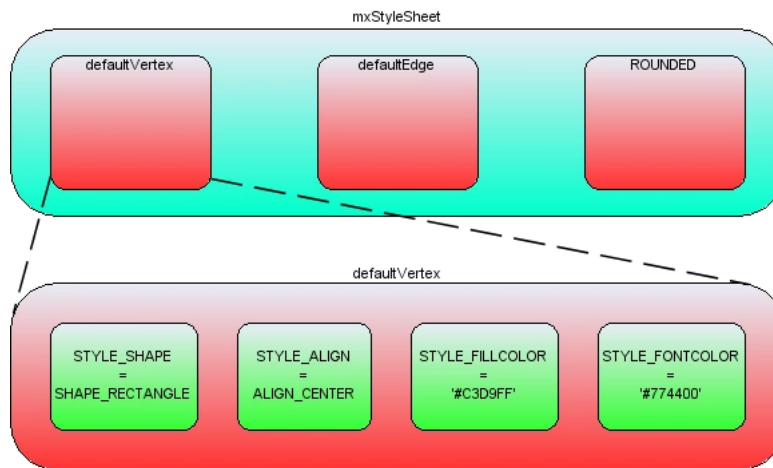 mxStyleSheet
defaultVertex
defaultEdge
ROUNDED
defaultVertex
STYLE_SHAPE
=
SHAPE_RECTANGLE
STYLE_ALIGN
=
ALIGN_CENTER
STYLE_FILLCOLOR
=
'#C3D9FF'
STYLE_FONTCOLOR
=
'#774400'